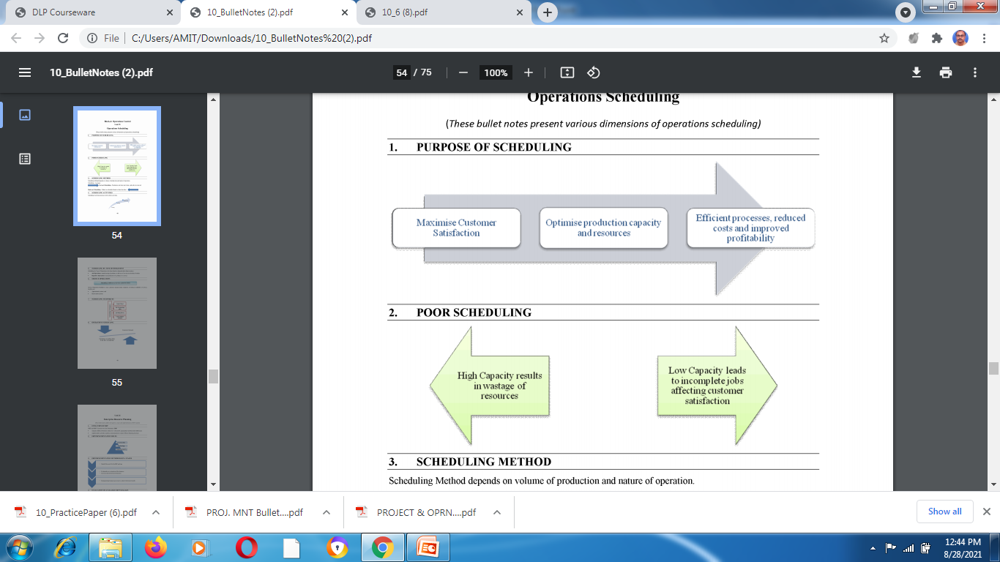 DLP Courseware
10_BulletNotes (2).pdf
10_6 (8).pdf
File
C:/Users/AMIT/Downloads/10_BulletNotes%20(2).pdf
10_BulletNotes (2).pdf
54 / 75
100%
54
55
Operations Scheduling
(These bullet notes present various dimensions of operations scheduling)
1. PURPOSE OF SCHEDULING
Maximise Customer
Satisfaction
Optimise production capacity
and resources
Efficient processes, reduced
costs and improved
profitability
2. POOR SCHEDULING
High Capacity results
in wastage of
resources
Low Capacity leads
to incomplete jobs
affecting customer
satisfaction
3. SCHEDULING METHOD
Scheduling Method depends on volume of production and nature of operation.
10_PracticePaper (6).pdf
PROJ. MNT Bullet....pdf
PROJECT & OPRN....pdf
Show all
12:44 PM
8/28/2021